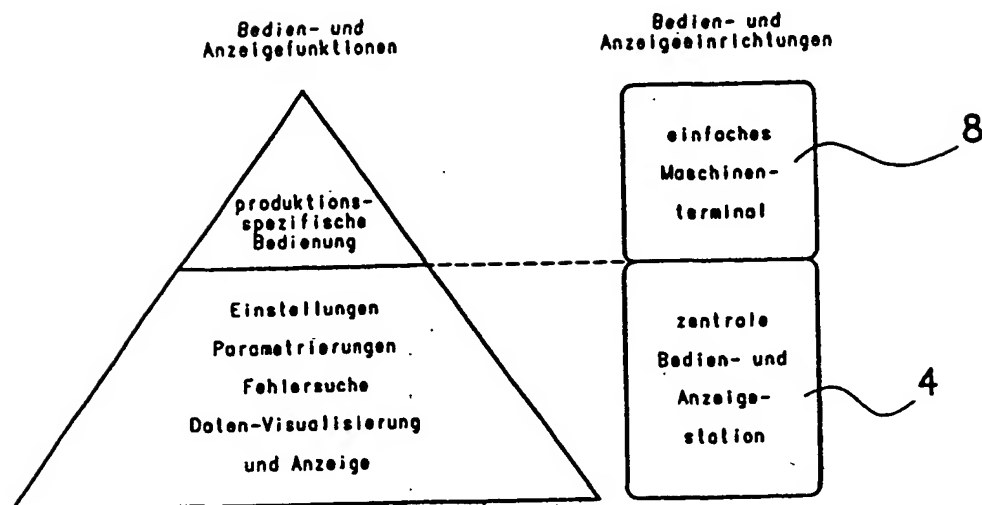 Bedien- und
Anzeigefunktionen
Bedien- und
Anzeigeeinrichtungen
produktions-
spezifische
Bedienung
Einstellungen
Parametrierungen
Fehlersuche
Daten-Visualisierung
und Anzeige
einfaches
Maschinen-
terminal
8
zentrale
Bedien- und
Anzeige-
station
4